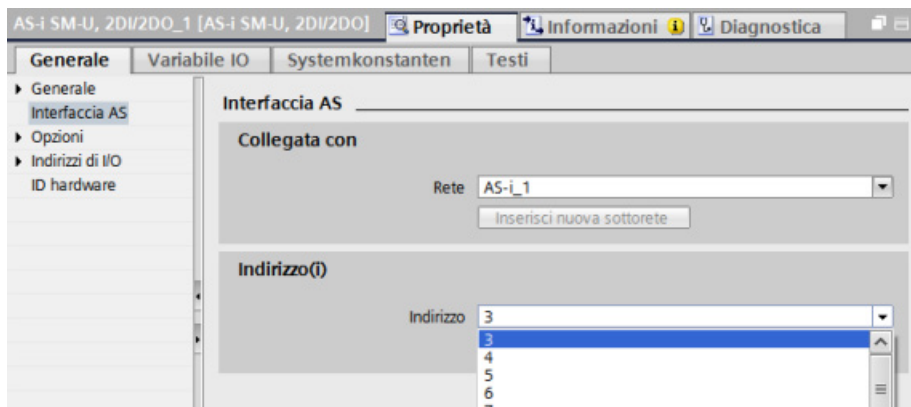 AS-i SM-U, 2DI/2DO_1 [AS-i SM-U, 2DI/2DO]
Proprietà
Informazioni
Diagnostica
Generale
Variabile IO
Systemkonstanten
Testi
Generale
Interfaccia AS
Opzioni
Indirizzi di I/O
ID hardware
Interfaccia AS
Collegata con
Rete AS-i_1
Inserisci nuova sottorete
Indirizzo(i)
Indirizzo 3
3
4
5
6